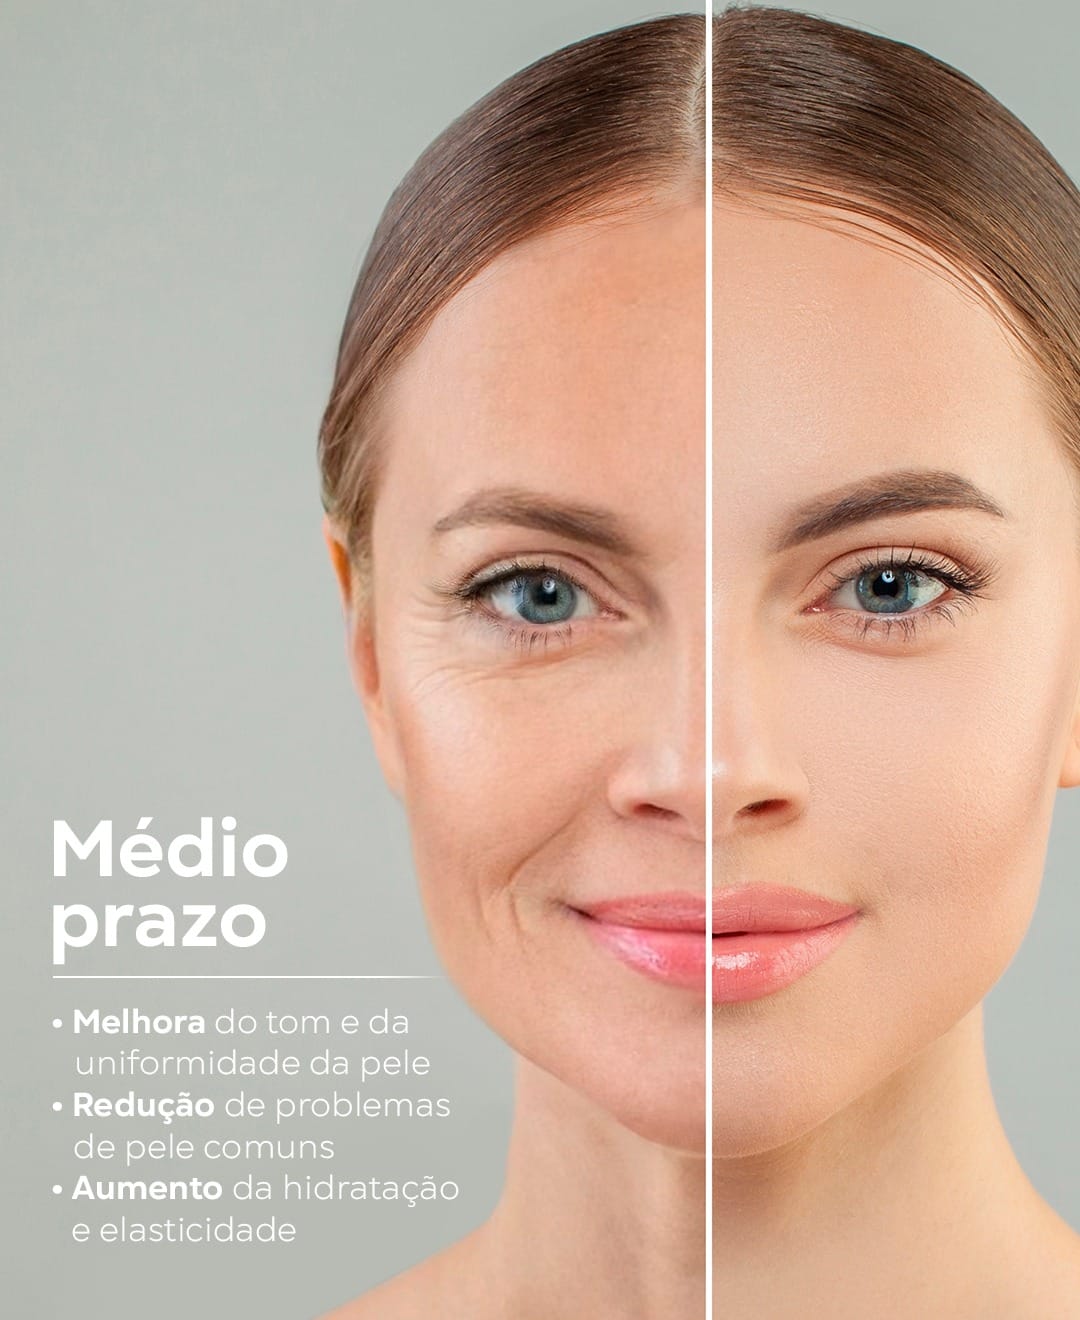 Médio
prazo
• Melhora do tom e da
uniformidade da pele
• Redução de problemas
de pele comuns
• Aumento da hidratação
e elasticidade